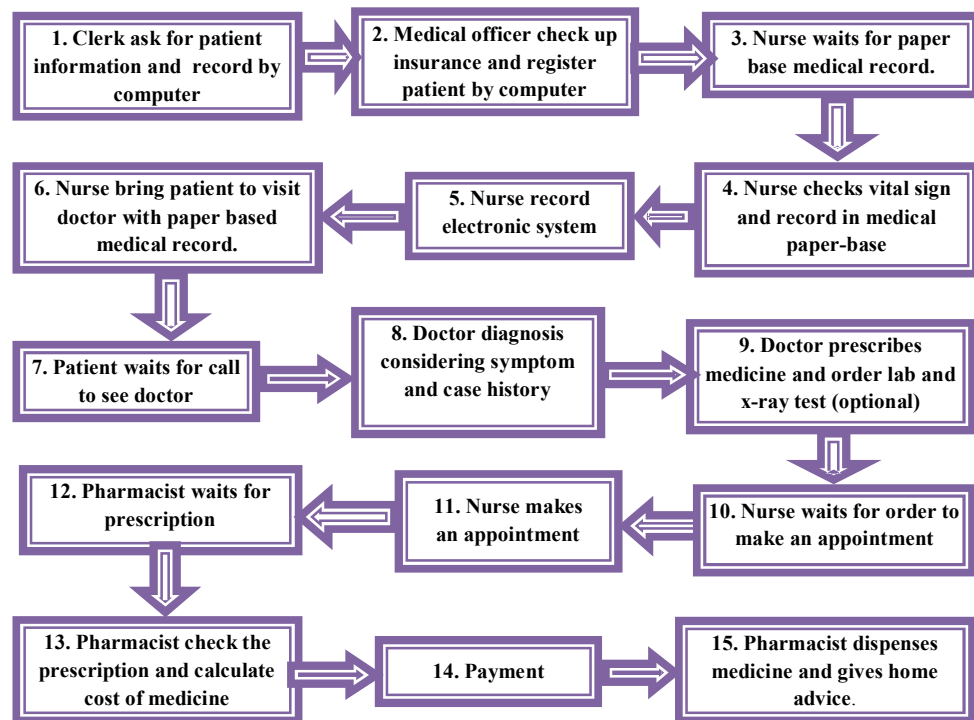 1. Clerk ask for patient
information and record by
computer
2. Medical officer check up
insurance and register
patient by computer
3. Nurse waits for paper
base medical record.
4. Nurse checks vital sign
and record in medical
paper-base
5. Nurse record
electronic system
6. Nurse bring patient to visit
doctor with paper based
medical record.
7. Patient waits for call
to see doctor
8. Doctor diagnosis
considering symptom
and case history
9. Doctor prescribes
medicine and order lab and
x-ray test (optional)
10. Nurse waits for order to
make an appointment
11. Nurse makes
an appointment
12. Pharmacist waits for
prescription
13. Pharmacist check the
prescription and calculate
cost of medicine
14. Payment
15. Pharmacist dispenses
medicine and gives home
advice.